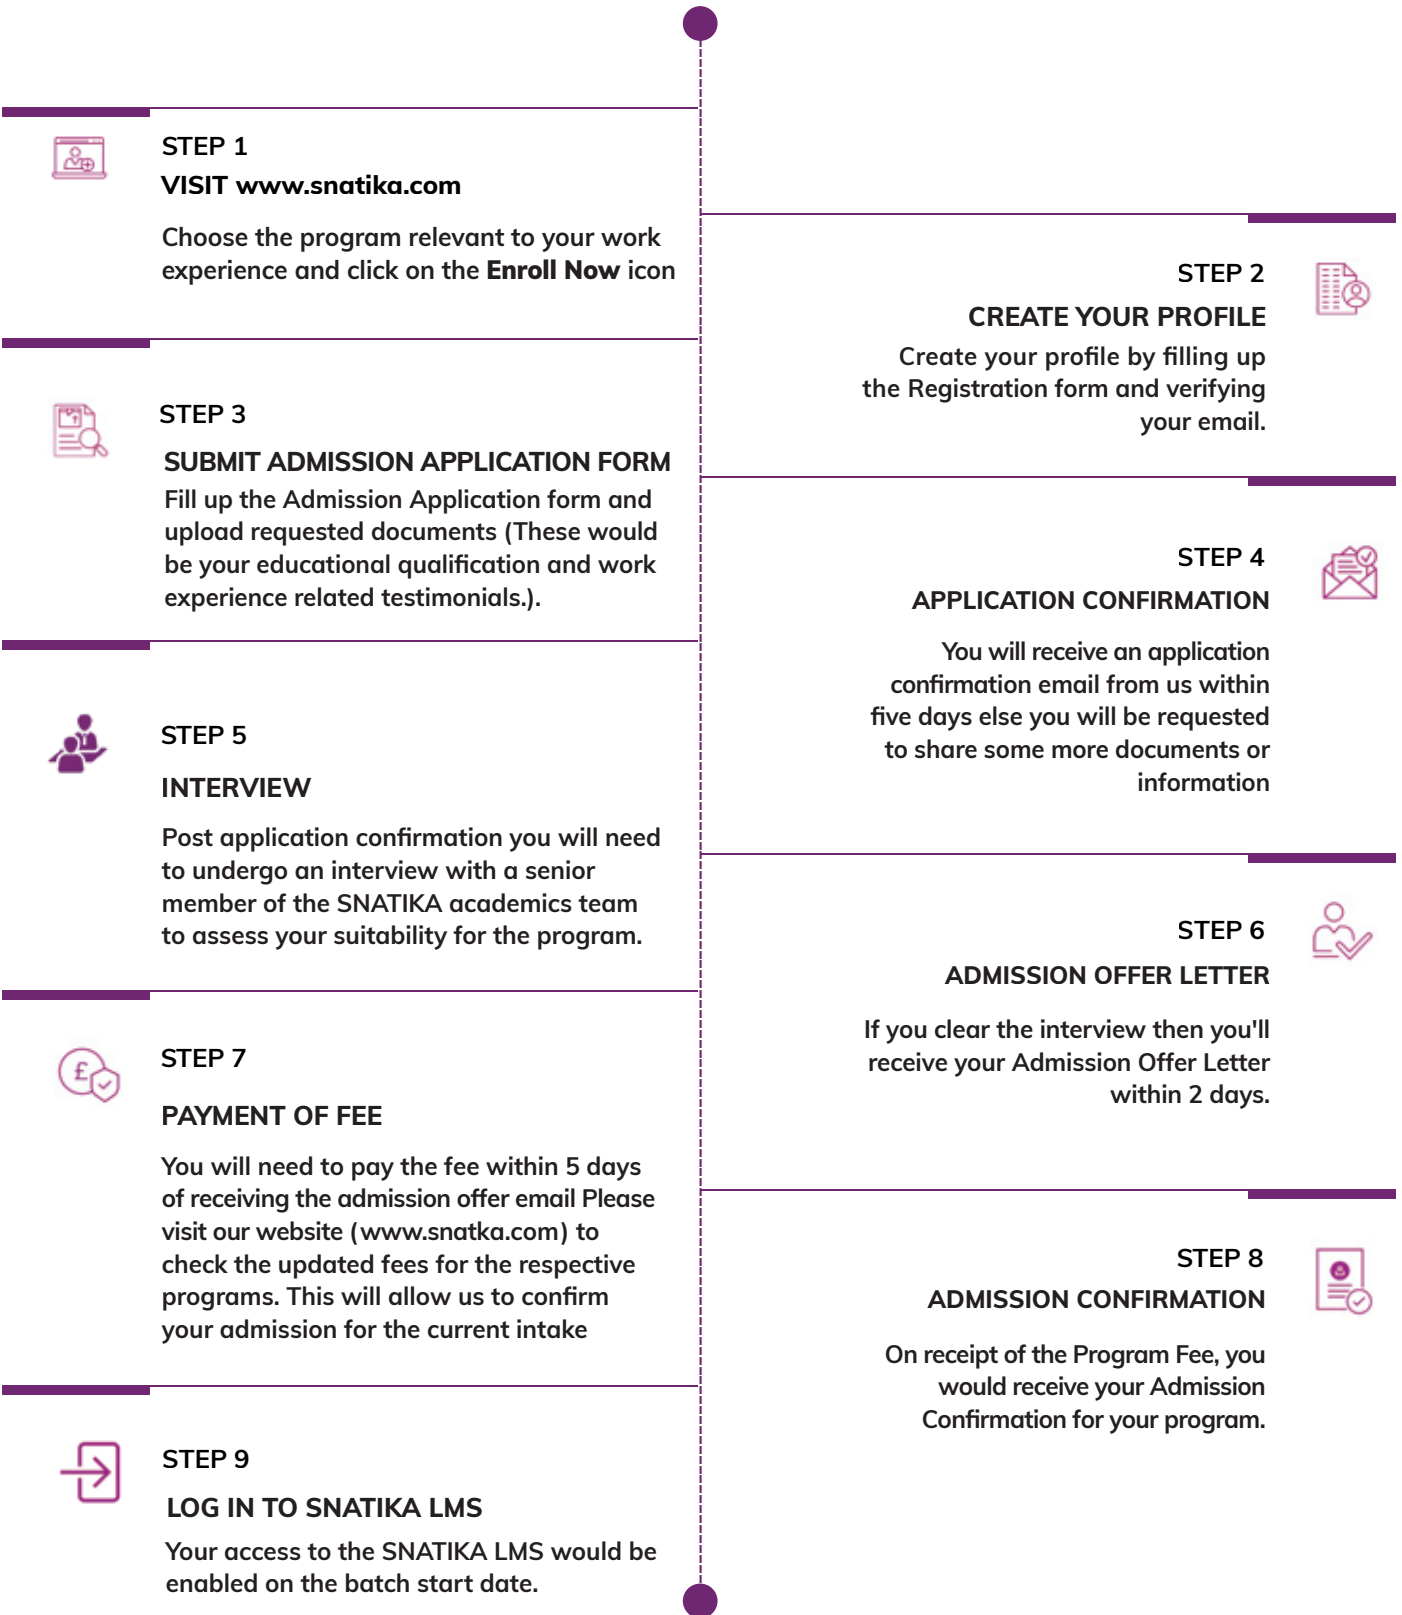 STEP 1
VISIT www.snatika.com
Choose the program relevant to your work
experience and click on the Enroll Now icon
STEP 2
CREATE YOUR PROFILE
Create your profile by filling up
the Registration form and verifying
your email.
STEP 3
SUBMIT ADMISSION APPLICATION FORM
Fill up the Admission Application form and
upload requested documents (These would
be your educational qualification and work
experience related testimonials.).
STEP 4
APPLICATION CONFIRMATION
You will receive an application
confirmation email from us within
five days else you will be requested
to share some more documents or
information
STEP 5
INTERVIEW
Post application confirmation you will need
to undergo an interview with a senior
member of the SNATIKA academics team
to assess your suitability for the program.
STEP 6
ADMISSION OFFER LETTER
If you clear the interview then you'll
receive your Admission Offer Letter
within 2 days.
£
STEP 7
PAYMENT OF FEE
You will need to pay the fee within 5 days
of receiving the admission offer email Please
visit our website (www.snatka.com) to
check the updated fees for the respective
programs. This will allow us to confirm
your admission for the current intake
STEP 8
ADMISSION CONFIRMATION
On receipt of the Program Fee, you
would receive your Admission
Confirmation for your program.
STEP 9
LOG IN TO SNATIKA LMS
Your access to the SNATIKA LMS would be
enabled on the batch start date.